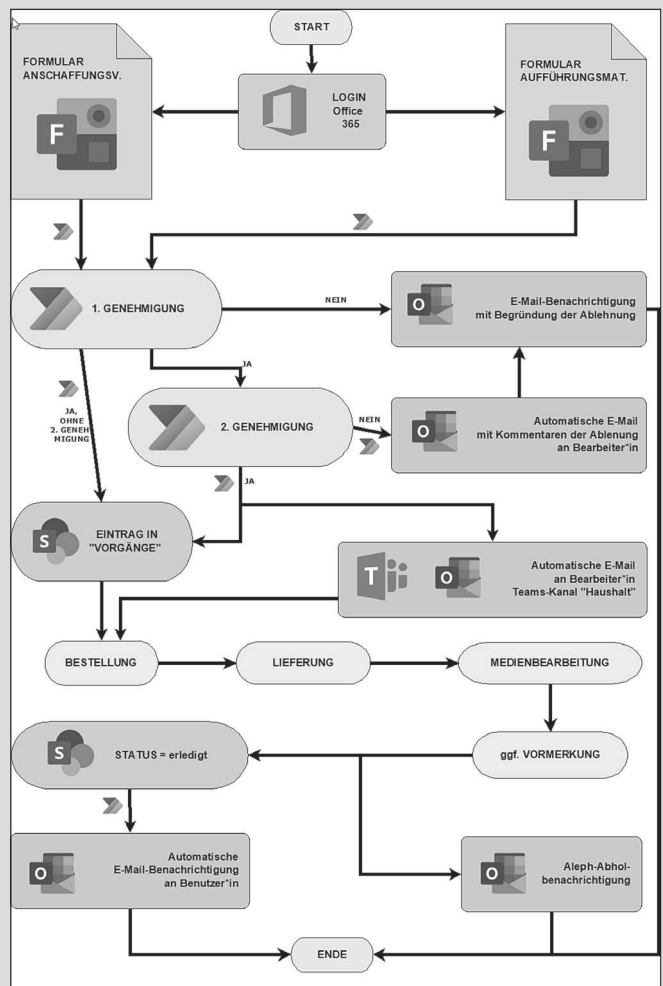 START
FORMULAR
ANSCHAFFUNGSV.
F
LOGIN
Office
365
FORMULAR
AUFFÜHRUNGSMAT.
F
1. GENEHMIGUNG
NEIN
O
E-Mail-Benachrichtigung
mit Begründung der Ablehnung
JA
JA,
OHNE
2. GENEH
MIGUNG
2. GENEHMIGUNG
NEIN
O
Automatische E-Mail
mit Kommentaren der Ablenung
an Bearbeiter*in
JA
S
EINTRAG IN
"VORGÄNGE"
T
O
Automatische E-Mail
an Bearbeiter*in
Teams-Kanal "Haushalt"
BESTELLUNG
LIEFERUNG
MEDIENBEARBEITUNG
S
STATUS = erledigt
ggf. VORMERKUNG
O
Automatische
E-Mail-Benachrichtigung
an Benutzer*in
O
Aleph-Abhol-
benachrichtigung
ENDE